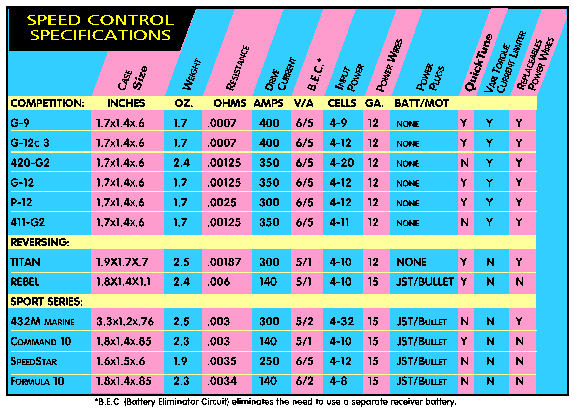 SPEED CONTROL
SPECIFICATIONS
CASE SIZE WEIGHT RESISTANCE DRIVE CURRENT B.E.C.* INPUT POWER POWER WIRES POWER PLUGS QUICKTUNE VAR TORQUE CURRENT LIMITER REPLACEABLES POWER WIRES
COMPETITION: INCHES OZ. OHMS AMPS V/A CELLS GA. BATT/MOT
G-9 1.7x1.4x.6 1.7 .0007 400 6/5 4-9 12 NONE Y Y Y
G-12C 3 1.7x1.4x.6 1.7 .0007 400 6/5 4-12 12 NONE Y Y Y
420-G2 1.7x1.4x.6 2.4 .00125 350 6/5 4-20 12 NONE N Y Y
G-12 1.7x1.4x.6 1.7 .00125 350 6/5 4-12 12 NONE Y Y Y
P-12 1.7x1.4x.6 1.7 .0025 300 6/5 4-12 12 NONE Y Y Y
411-G2 1.7x1.4x.6 1.7 .00125 350 6/5 4-11 12 NONE N Y Y
REVERSING:
TITAN 1.9X1.7X.7 2.5 .00187 300 5/1 4-10 12 NONE Y N Y
REBEL 1.8X1.4X1.1 2.4 .006 140 5/1 4-10 15 JST/BULLET Y N N
SPORT SERIES:
432M MARINE 3.3x1.2x.76 2.5 .003 300 5/2 4-32 15 JST/BULLET N N Y
COMMAND 10 1.8x1.4x.85 2.3 .003 140 5/1 4-10 15 JST/BULLET Y N N
SPEEDSTAR 1.6x1.5x.6 1.9 .0035 250 6/5 4-12 15 JST/BULLET N N N
FORMULA 10 1.8x1.4x.85 2.3 .0034 140 6/2 4-8 15 JST/BULLET N N N
*B.E.C (Battery Eliminator Circuit) eliminates the need to use a separate receiver battery.